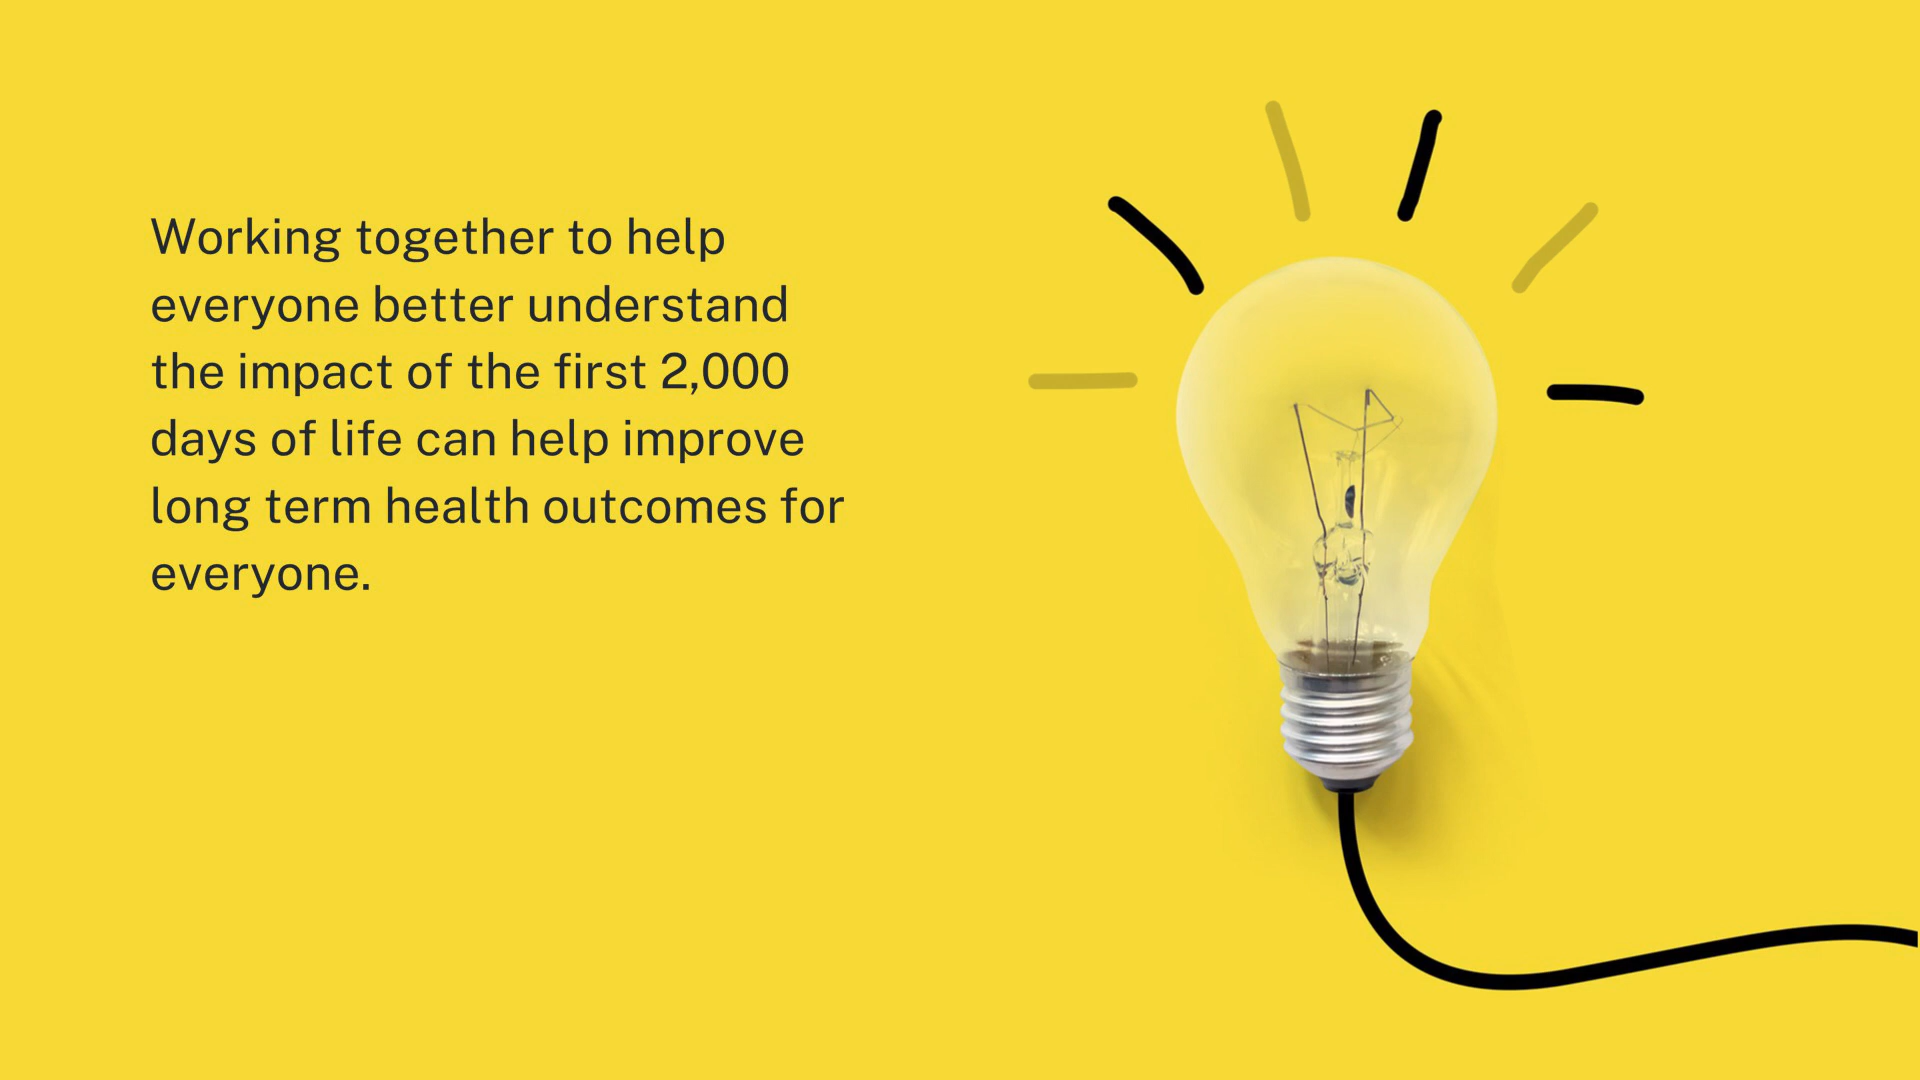 Working together to help
everyone better understand
the impact of the first 2,000
days of life can help improve
long term health outcomes for
everyone.